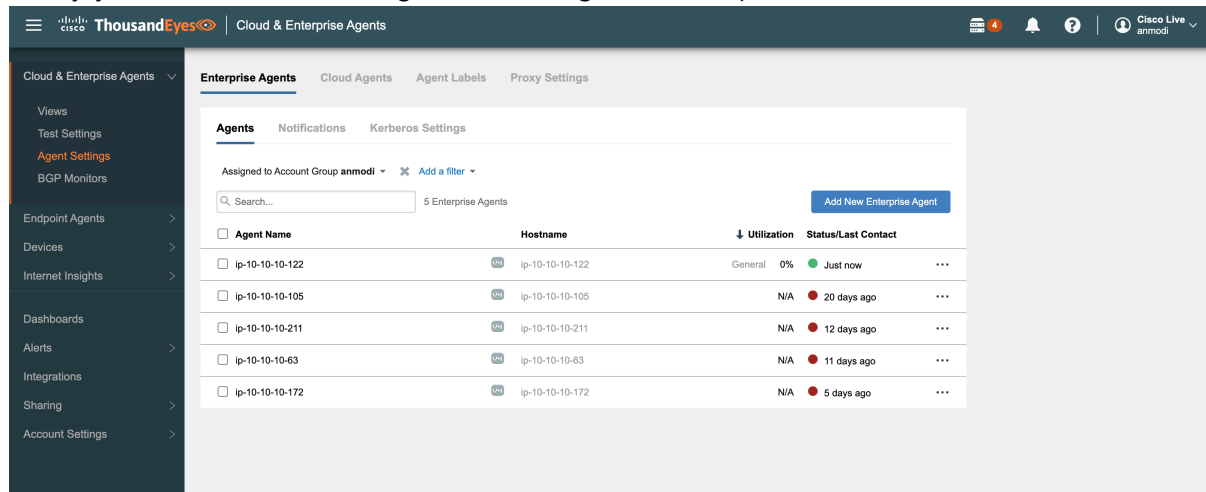 cisco ThousandEyes Cloud & Enterprise Agents 4 ? Cisco Live
anmodi
Cloud & Enterprise Agents
Views
Test Settings
Agent Settings
BGP Monitors
Endpoint Agents
Devices
Internet Insights
Dashboards
Alerts
Integrations
Sharing
Account Settings
Enterprise Agents Cloud Agents Agent Labels Proxy Settings
Agents Notifications Kerberos Settings
Assigned to Account Group anmodi Add a filter
Search... 5 Enterprise Agents Add New Enterprise Agent
Agent Name Hostname Utilization Status/Last Contact
ip-10-10-10-122 ip-10-10-10-122 General 0% Just now
ip-10-10-10-105 ip-10-10-10-105 N/A 20 days ago
ip-10-10-10-211 ip-10-10-10-211 N/A 12 days ago
ip-10-10-10-63 ip-10-10-10-63 N/A 11 days ago
ip-10-10-10-172 ip-10-10-10-172 N/A 5 days ago